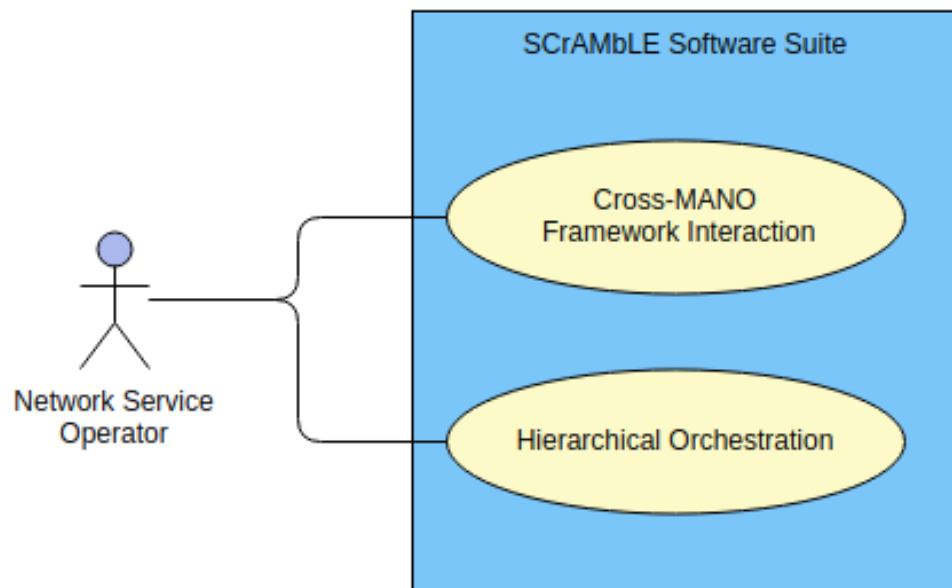 SCrAMbLE Software Suite
Cross-MANO
Framework Interaction
Network Service
Operator
Hierarchical Orchestration